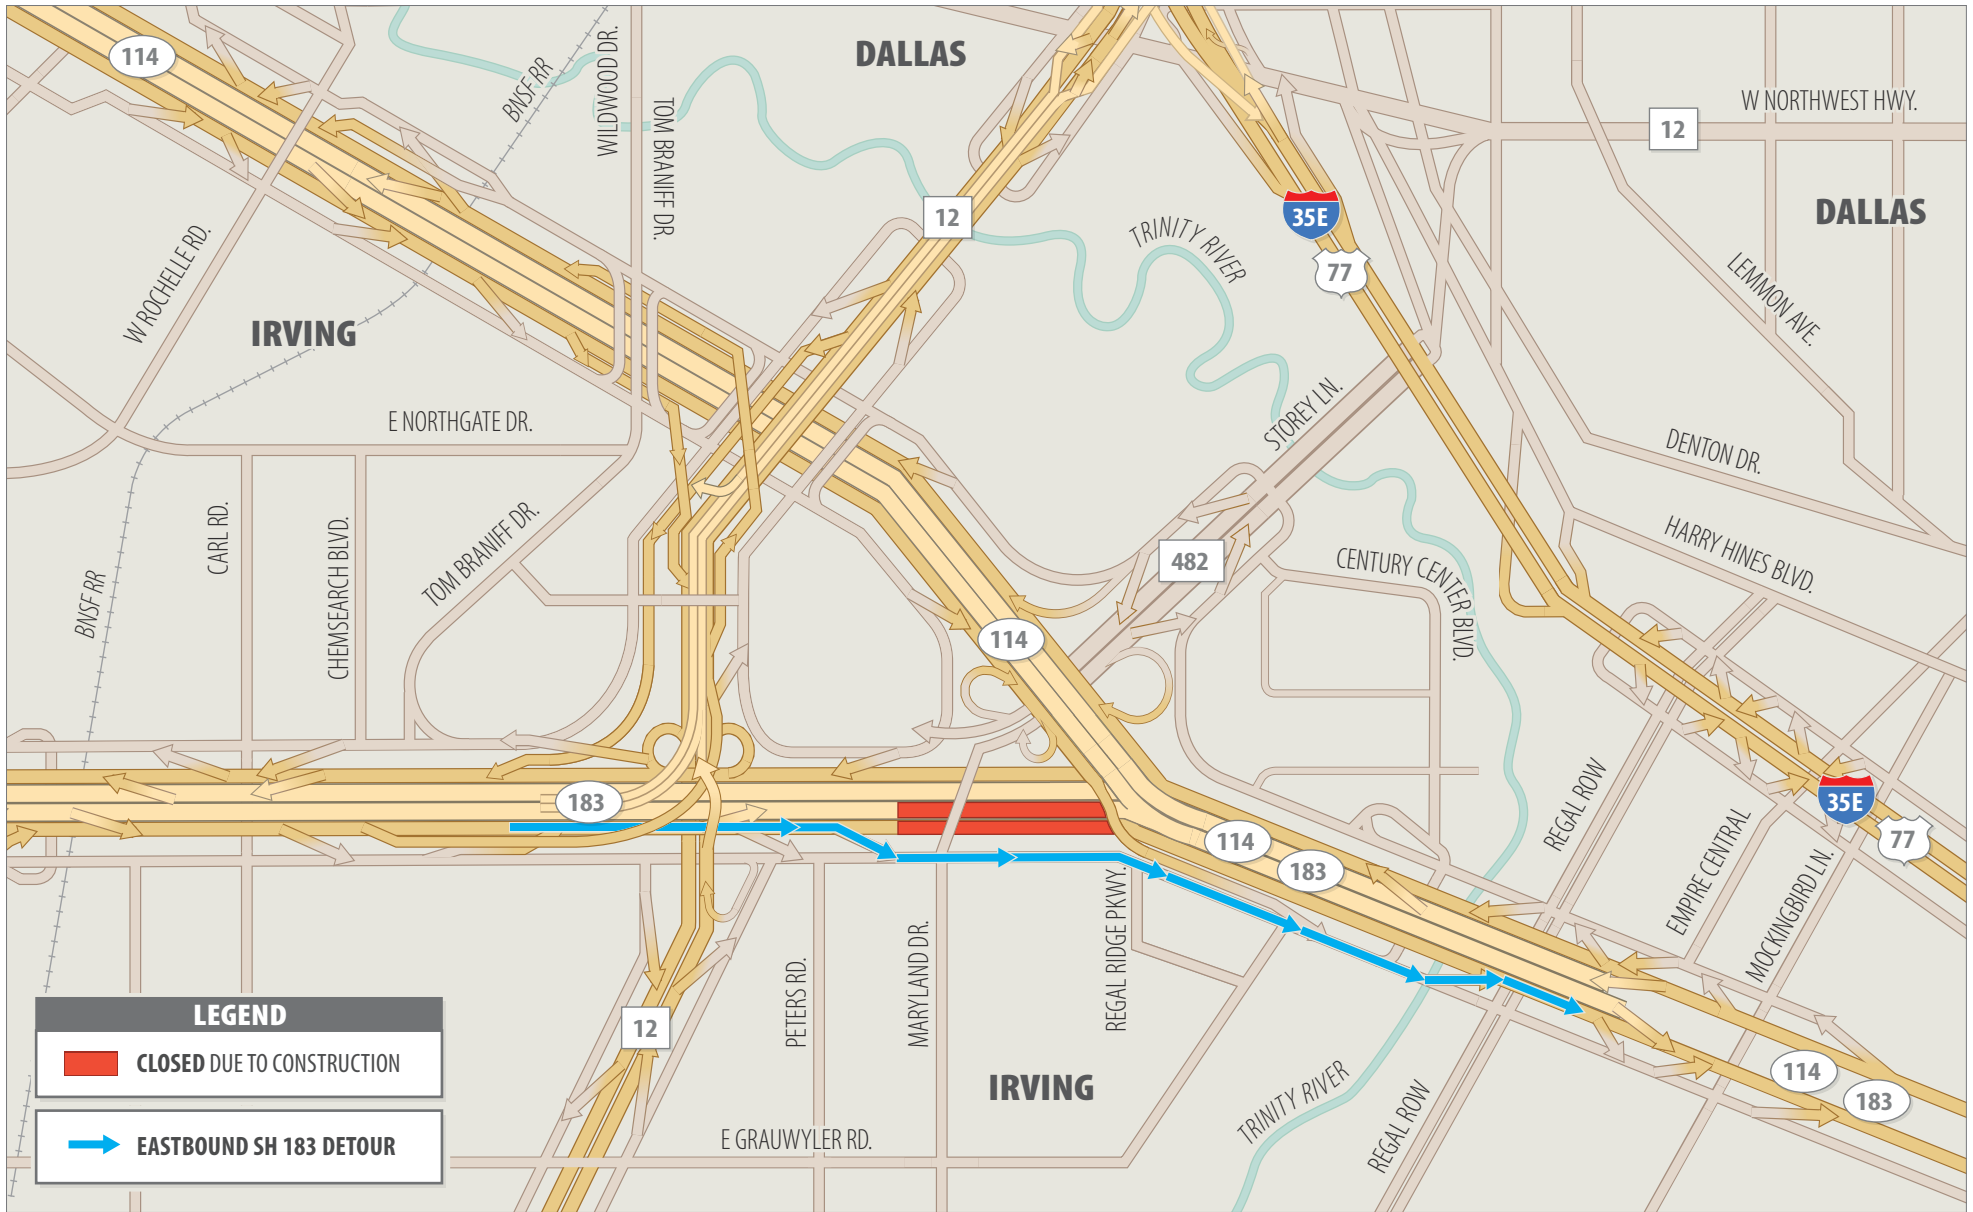 114
BNSF RR
WILDWOOD DR.
TOM BRANIFF DR.
DALLAS
W NORTHWEST HWY.
12
DALLAS
12
35E
77
TRINITY RIVER
W ROCHELLE RD.
IRVING
LEMMON AVE.
E NORTHGATE DR.
STOREY LN.
DENTON DR.
CARL RD.
CHEMSEARCH BLVD.
TOM BRANIFF DR.
BNSF RR
482
CENTURY CENTER BLVD.
HARRY HINES BLVD.
114
183
114
183
REGAL ROW
EMPIRE CENTRAL
MOCKINGBIRD LN.
35E
77
PETERS RD.
MARYLAND DR.
REGAL RIDGE PKWY.
12
IRVING
TRINITY RIVER
REGAL ROW
114
183
E GRAUWYLER RD.
LEGEND
CLOSED DUE TO CONSTRUCTION
EASTBOUND SH 183 DETOUR